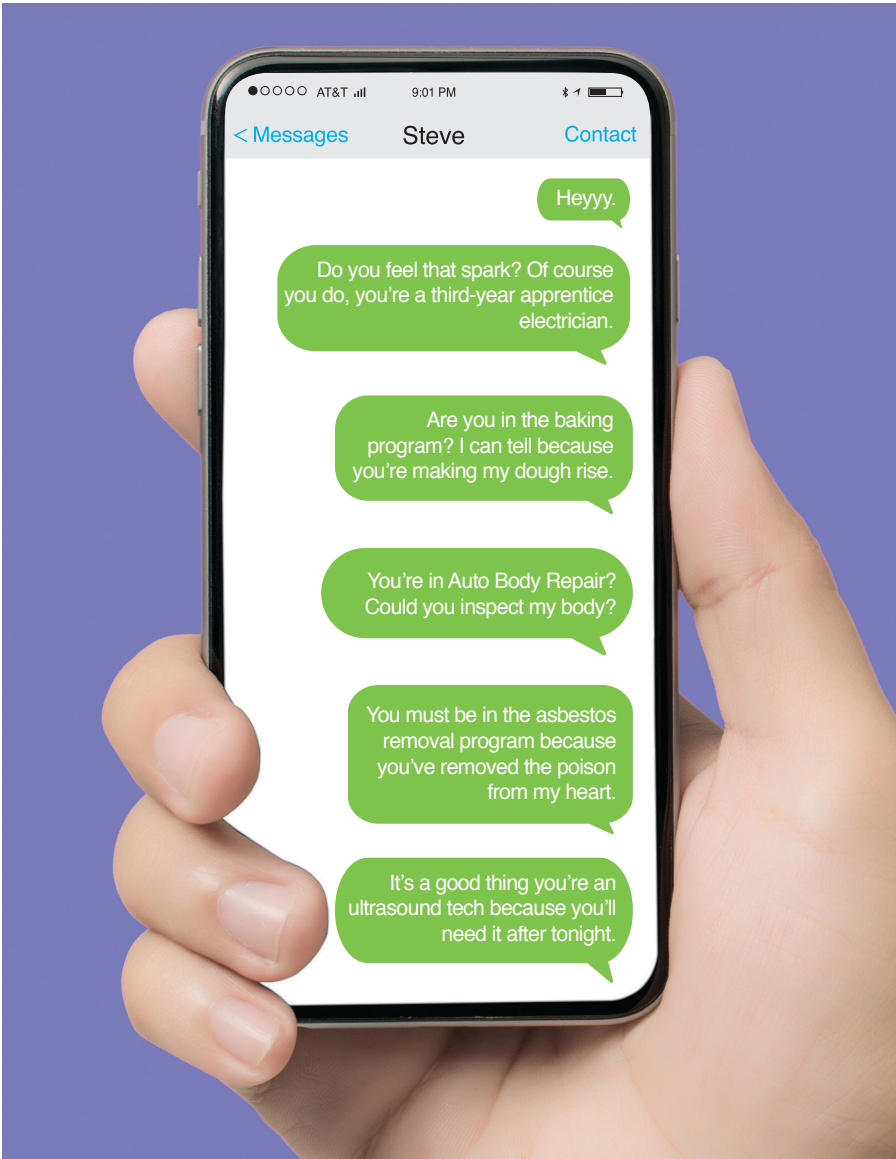 AT&T 9:01 PM
< Messages Steve Contact
Heyyy.
Do you feel that spark? Of course
you do, you’re a third-year apprentice
electrician.
Are you in the baking
program? I can tell because
you’re making my dough rise.
You’re in Auto Body Repair?
Could you inspect my body?
You must be in the asbestos
removal program because
you’ve removed the poison
from my heart.
It’s a good thing you’re an
ultrasound tech because you’ll
need it after tonight.